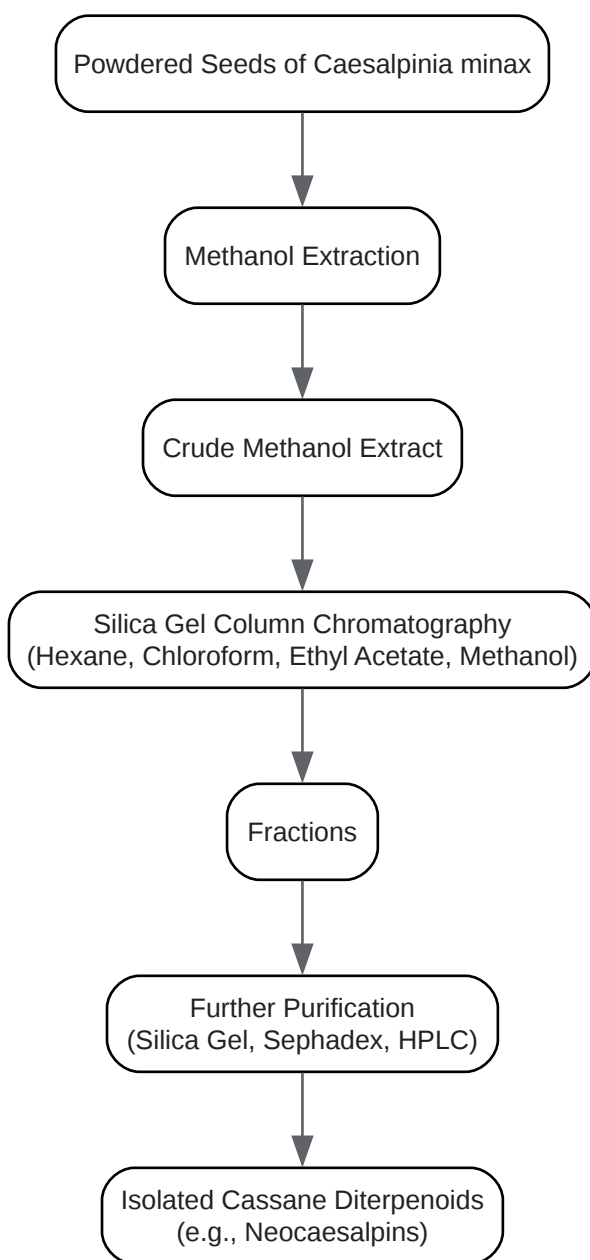 Powdered Seeds of Caesalpinia minax
Methanol Extraction
Crude Methanol Extract
Silica Gel Column Chromatography
(Hexane, Chloroform, Ethyl Acetate, Methanol)
Fractions
Further Purification
(Silica Gel, Sephadex, HPLC)
Isolated Cassane Diterpenoids
(e.g., Neocaesalpins)